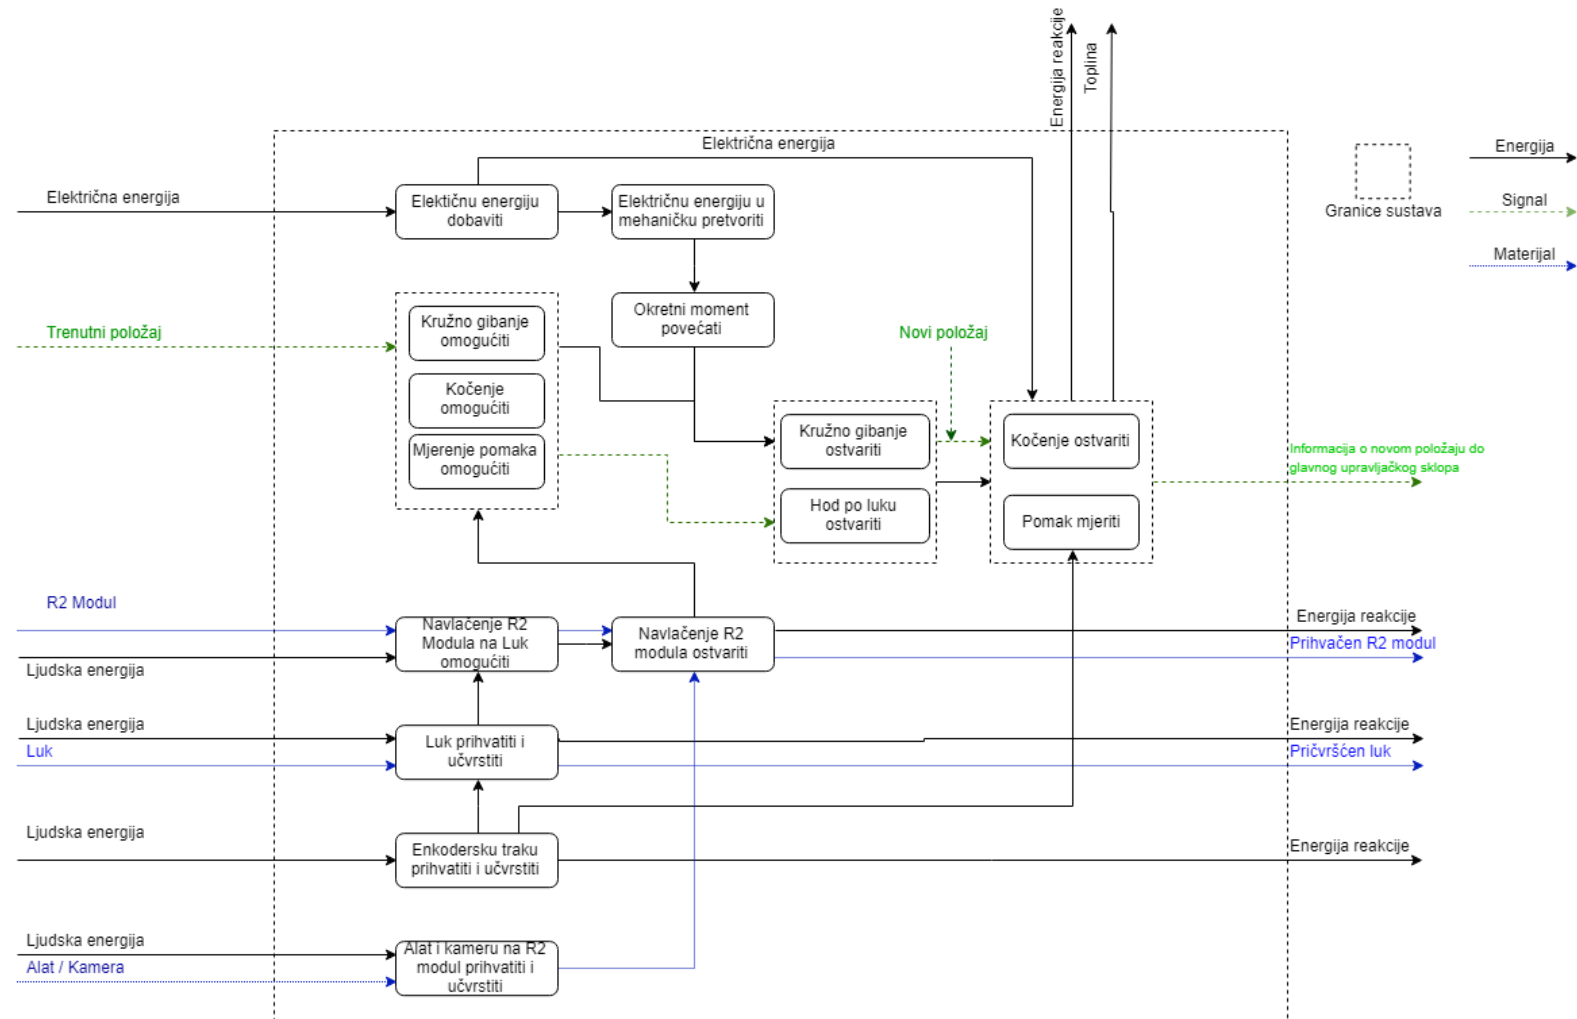 Energija reakcije
Toplina
Električna energija
Energija
Signal
Granice sustava
Materijal
Električna energija
Elektičnu energiju
dobaviti
Električnu energiju u
mehaničku pretvoriti
Trenutni položaj
Kružno gibanje
omogućiti
Kočenje
omogućiti
Mjerenje pomaka
omogućiti
Okretni moment
povećati
Novi položaj
Kružno gibanje
ostvariti
Hod po luku
ostvariti
Kočenje ostvariti
Pomak mjeriti
Informacija o novom položaju do
glavnog upravljačkog sklopa
R2 Modul
Ljudska energija
Navlačenje R2
Modula na Luk
omogućiti
Navlačenje R2
modula ostvariti
Energija reakcije
Prihvačen R2 modul
Ljudska energija
Luk
Luk prihvatiti i
učvrstiti
Energija reakcije
Pričvršćen luk
Ljudska energija
Enkodersku traku
prihvatiti i učvrstiti
Energija reakcije
Ljudska energija
Alat / Kamera
Alat i kameru na R2
modul prihvatiti i
učvrstiti